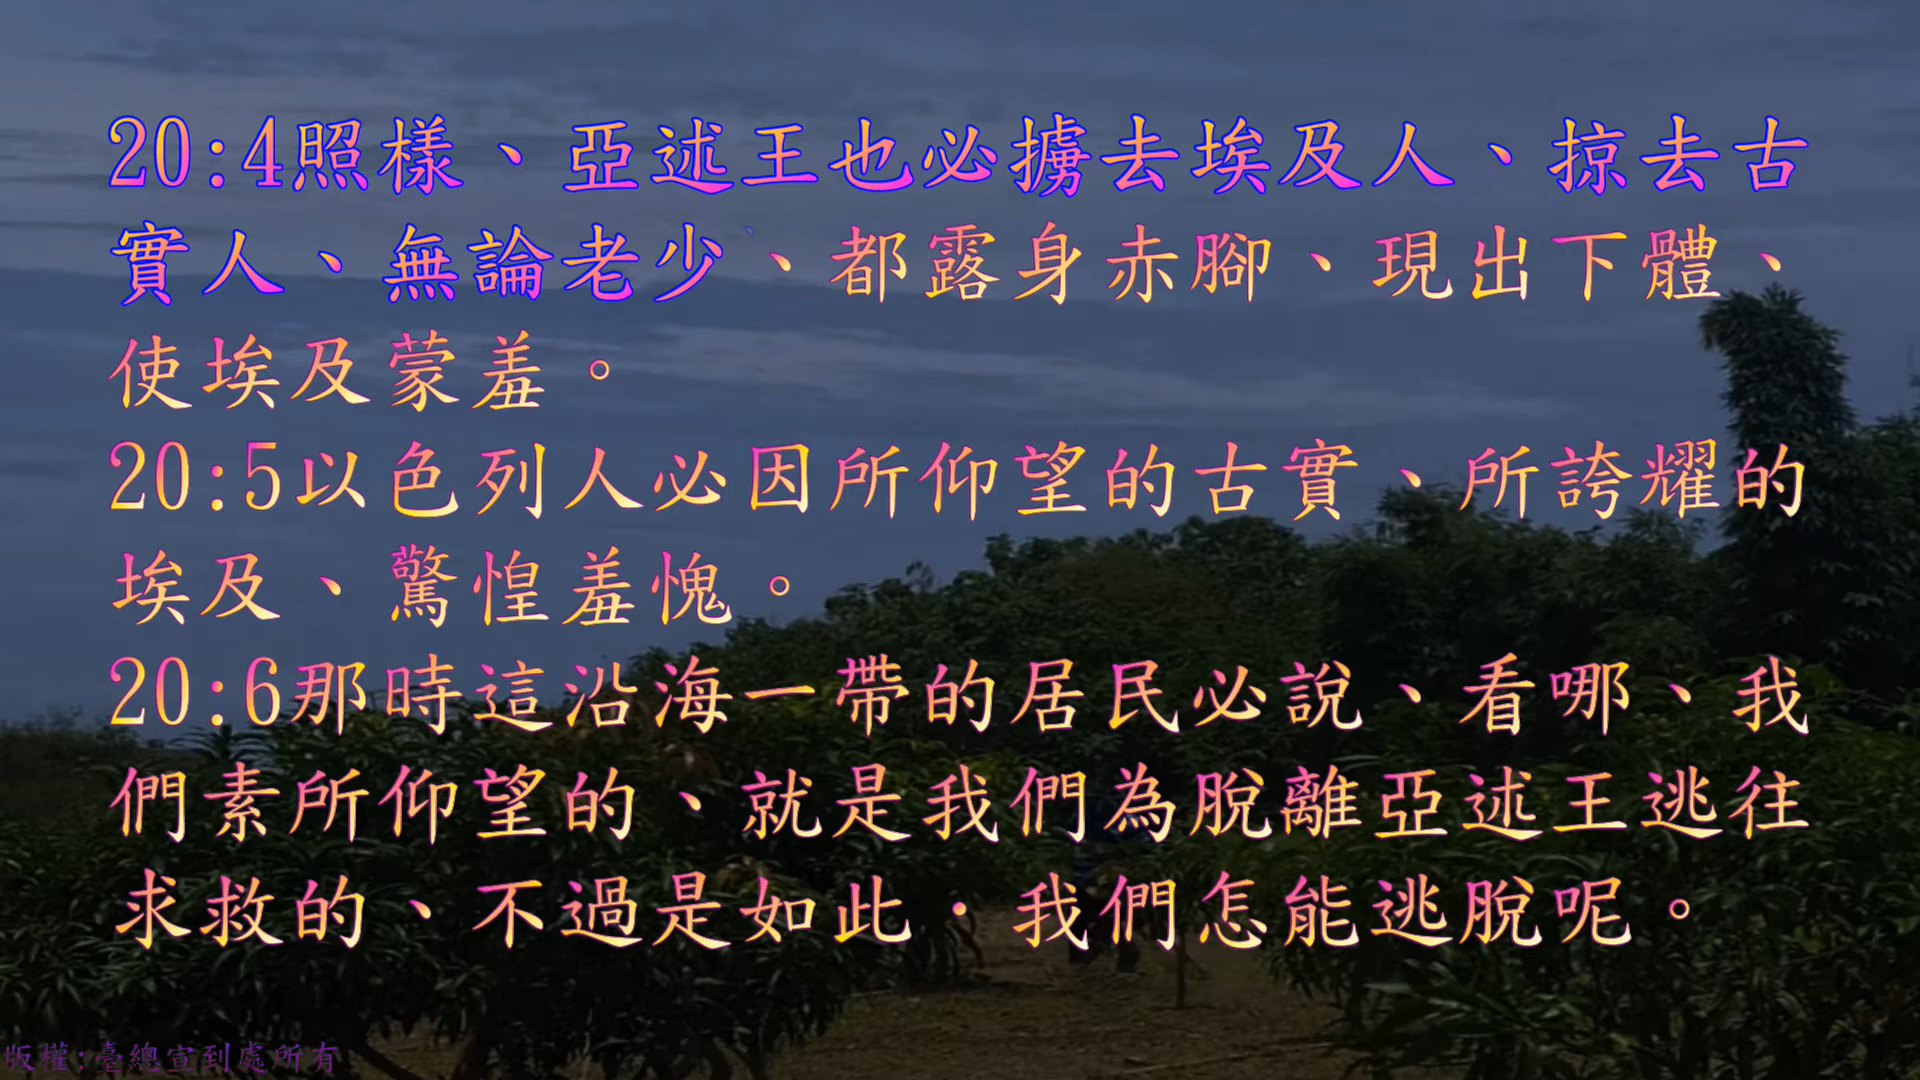 20:4照樣、亞述王也必擄去埃及人、掠去古
實人、無論老少、都露身赤腳、現出下體、
使埃及蒙羞。
20:5以色列人必因所仰望的古實、所誇耀的
埃及、驚惶羞愧。
20:6那時這沿海一帶的居民必說、看哪、我
們素所仰望的、就是我們為脫離亞述王逃往
求救的、不過是如此．我們怎能逃脫呢。
版權:臺總宣到處所有